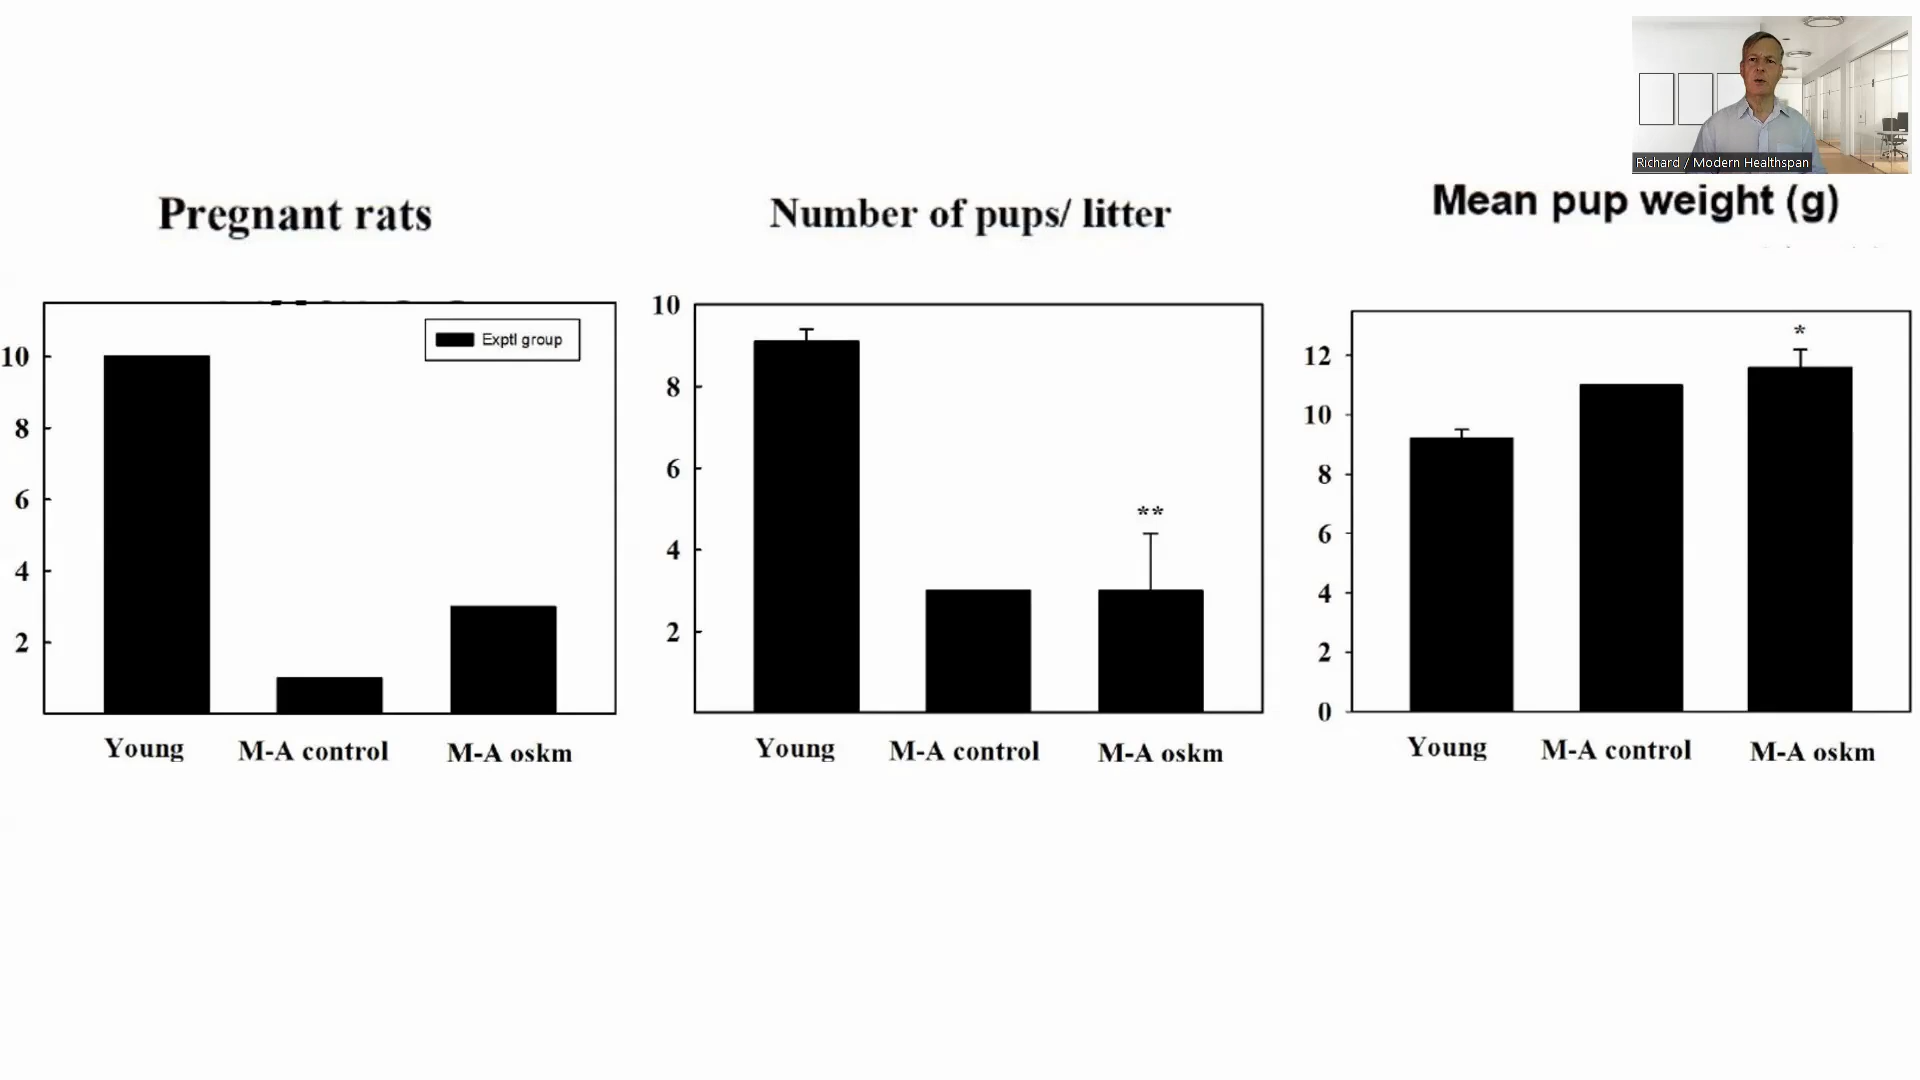 Richard / Modern Healthspan
Pregnant rats
Exptl group
10
8
6
4
2
Young M-A control M-A oskm
Number of pups/ litter
10
8
6
4
2
**
Young M-A control M-A oskm
Mean pup weight (g)
12
10
8
6
4
2
0
*
Young M-A control M-A oskm